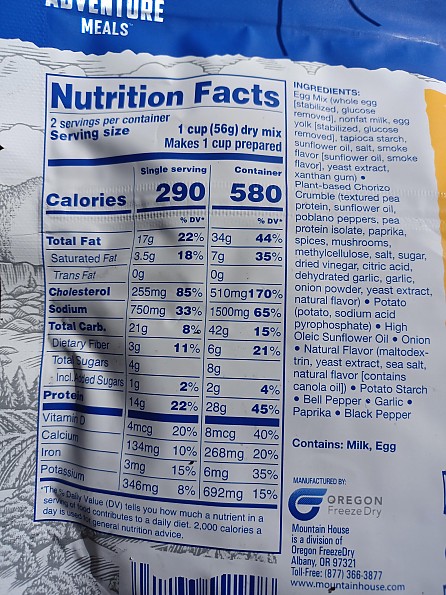 ADVENTURE
MEALS
Nutrition Facts
2 servings per container
Serving size 1 cup (56g) dry mix
Makes 1 cup prepared
Single serving Container
Calories 290 580
% DV* % DV*
Total Fat 17g 22% 34g 44%
Saturated Fat 3.5g 18% 7g 35%
Trans Fat 0g 0g
Cholesterol 255mg 85% 510mg 170%
Sodium 750mg 33% 1500mg 65%
Total Carb. 21g 8% 42g 15%
Dietary Fiber 3g 11% 6g 21%
Total Sugars 4g 8g
Incl. Added Sugars 1g 2% 2g 4%
Protein 14g 22% 28g 45%
Vitamin D 4mcg 20% 8mcg 40%
Calcium 134mg 10% 268mg 20%
Iron 3mg 15% 6mg 35%
Potassium 346mg 8% 692mg 15%
*The % Daily Value (DV) tells you how much a nutrient in a
serving of food contributes to a daily diet. 2,000 calories a
day is used for general nutrition advice.
INGREDIENTS:
Egg Mix (whole egg
[stabilized, glucose
removed], nonfat milk, egg
yolk [stabilized, glucose
removed], tapioca starch,
sunflower oil, salt, smoke
flavor [sunflower oil, smoke
flavor], yeast extract,
xanthan gum) •
Plant-based Chorizo
Crumble (textured pea
protein, sunflower oil,
poblano peppers, pea
protein isolate, paprika,
spices, mushrooms,
methylcellulose, salt, sugar,
dried vinegar, citric acid,
dehydrated garlic, garlic,
onion powder, yeast extract,
natural flavor) • Potato
(potato, sodium acid
pyrophosphate) • High
Oleic Sunflower Oil • Onion
• Natural Flavor (maltodex-
trin, yeast extract, sea salt,
natural flavor [contains
canola oil]) • Potato Starch
• Bell Pepper • Garlic •
Paprika • Black Pepper
Contains: Milk, Egg
MANUFACTURED BY:
OREGON
FreezeDry
Mountain House
is a division of
Oregon FreezeDry
Albany, OR 97321
Toll-Free: (877) 366-3877
www.mountainhouse.com